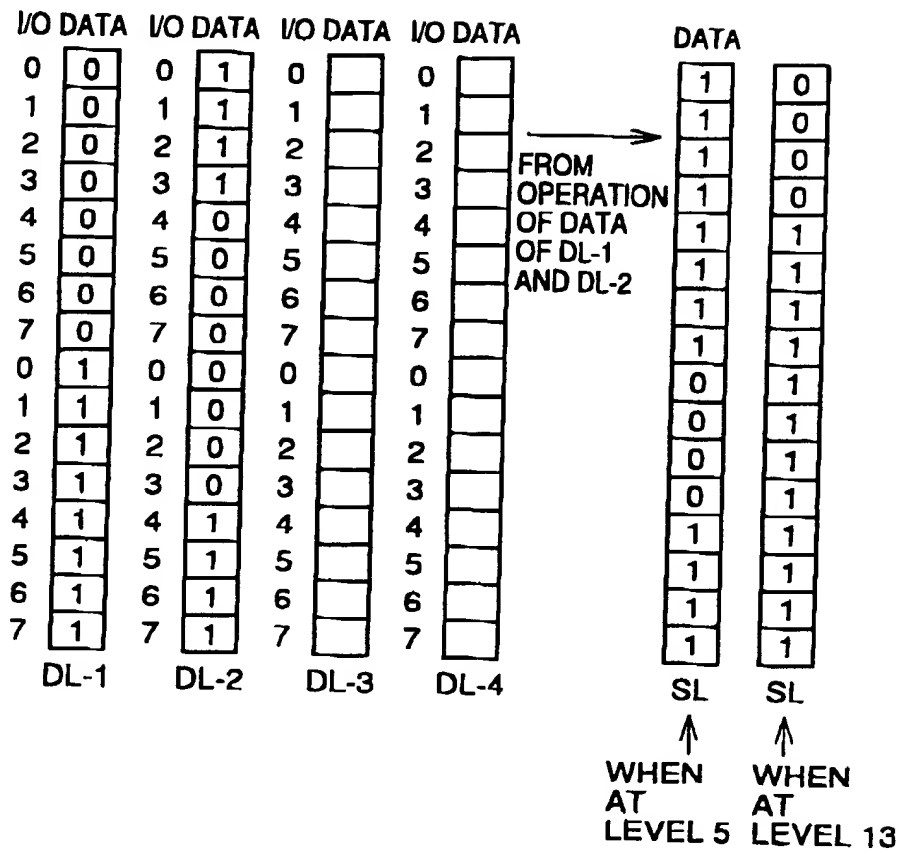 I/O DATA I/O DATA I/O DATA I/O DATA DATA
0 0 0 1 0 0 1 0
1 0 1 1 1 1 1 0
2 0 2 1 2 2 1 0
3 0 3 1 3 3 1 0
4 0 4 0 4 4 1 1
5 0 5 0 5 5 1 1
6 0 6 0 6 6 1 1
7 0 7 0 7 7 1 1
0 1 0 0 0 0 0 1
1 1 1 0 1 1 0 1
2 1 2 0 2 2 0 1
3 1 3 0 3 3 0 1
4 1 4 1 4 4 1 1
5 1 5 1 5 5 1 1
6 1 6 1 6 6 1 1
7 1 7 1 7 7 1 1
DL-1 DL-2 DL-3 DL-4 SL SL
FROM
OPERATION
OF DATA
OF DL-1
AND DL-2
WHEN
AT
LEVEL 5
WHEN
AT
LEVEL 13